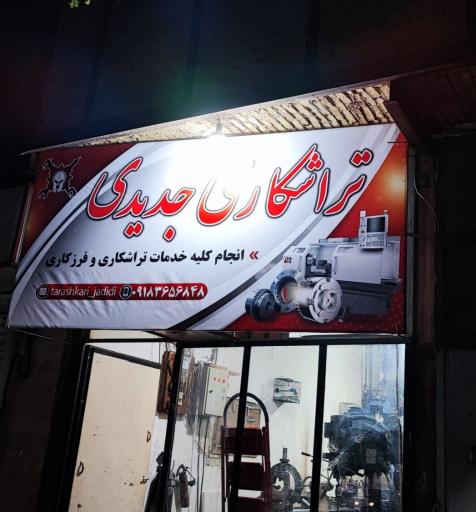 تراشکاری جدیدی
» انجام کلیه خدمات تراشکاری و فرزکاری
tarashkari_jadidi ۰۹۱۸۳۶۵۶۸۴۸